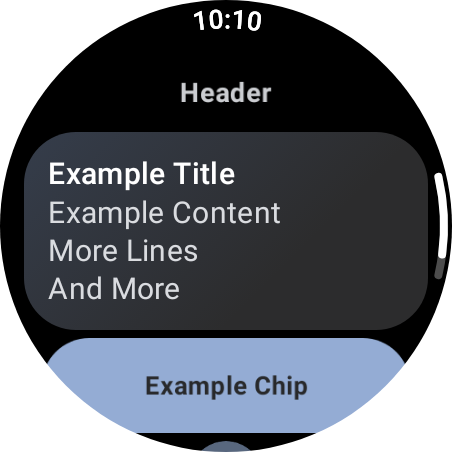 10:10
Header
Example Title
Example Content
More Lines
And More
Example Chip